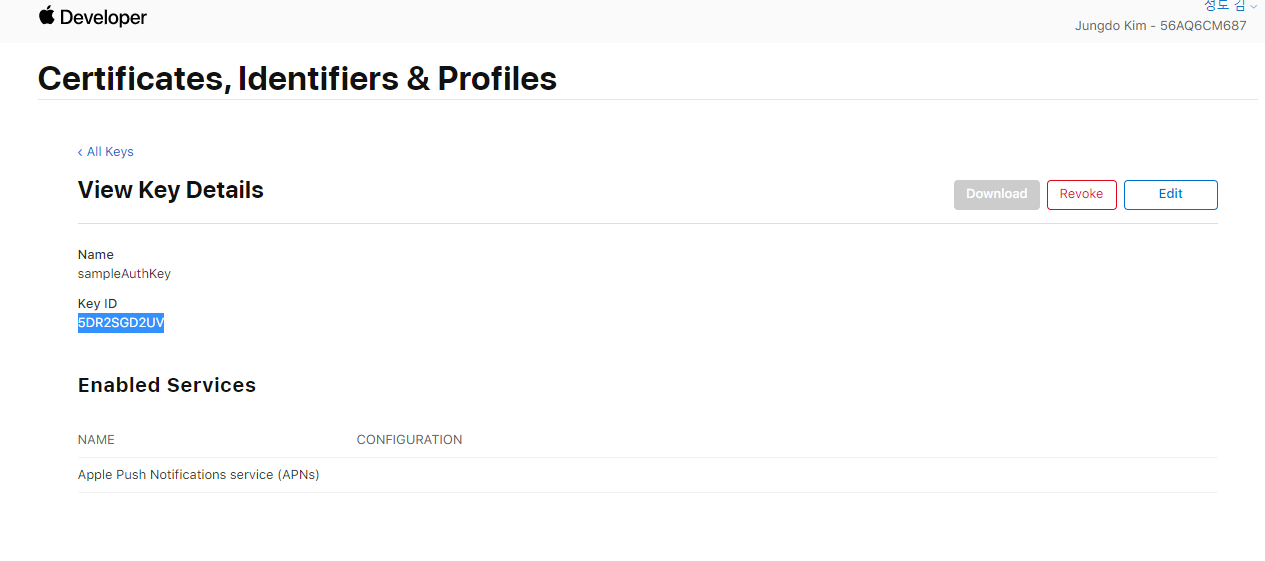 Developer
성도 김
Jungdo Kim - 56AQ6CM687
Certificates, Identifiers & Profiles
‹ All Keys
View Key Details
Download
Revoke
Edit
Name
sampleAuthKey
Key ID
5DR2SGD2UV
Enabled Services
NAME
CONFIGURATION
Apple Push Notifications service (APNs)